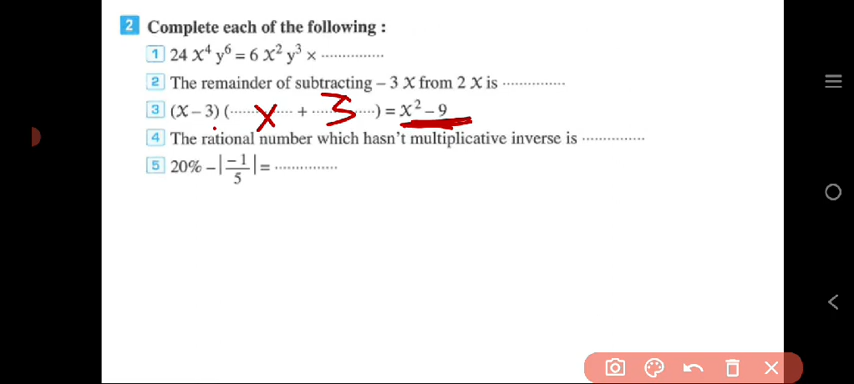 2 Complete each of the following :
1 24 x⁴ y⁶ = 6 x² y³ × ...............
2 The remainder of subtracting – 3 x from 2 x is ...............
3 (x – 3) (...... x ...... + ...... 3 ......) = x² – 9
4 The rational number which hasn't multiplicative inverse is ...............
5 20% – |−1/5| = ...............